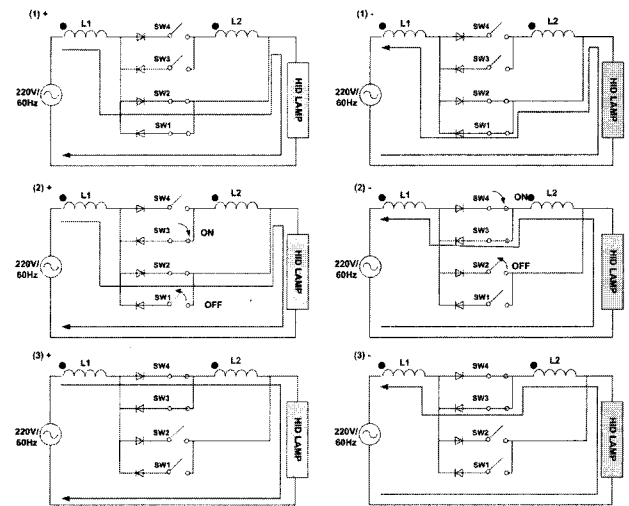 (1) +
L1
SW4
L2
SW3
SW2
SW1
220V/
60Hz
HID LAMP
(1) -
L1
SW4
L2
SW3
SW2
SW1
220V/
60Hz
HID LAMP
(2) +
L1
SW4
L2
SW3
ON
SW2
SW1
OFF
220V/
60Hz
HID LAMP
(2) -
L1
SW4
ON
L2
SW3
SW2
OFF
SW1
220V/
60Hz
HID LAMP
(3) +
L1
SW4
L2
SW3
SW2
SW1
220V/
60Hz
HID LAMP
(3) -
L1
SW4
L2
SW3
SW2
SW1
220V/
60Hz
HID LAMP